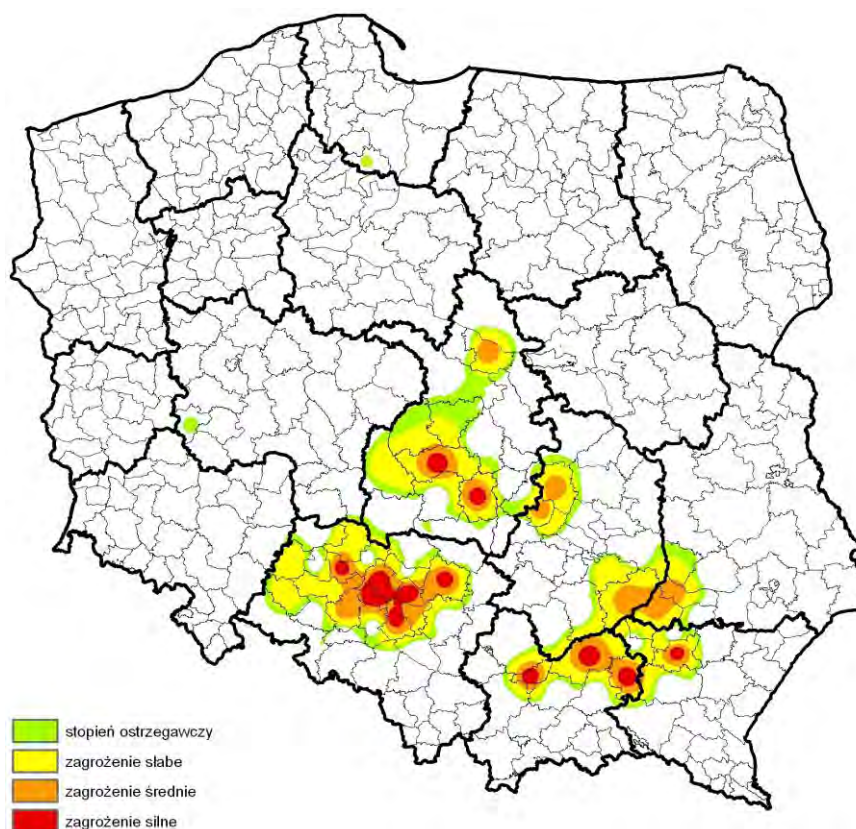 stopień ostrzegawczy
zagrożenie słabe
zagrożenie średnie
zagrożenie silne